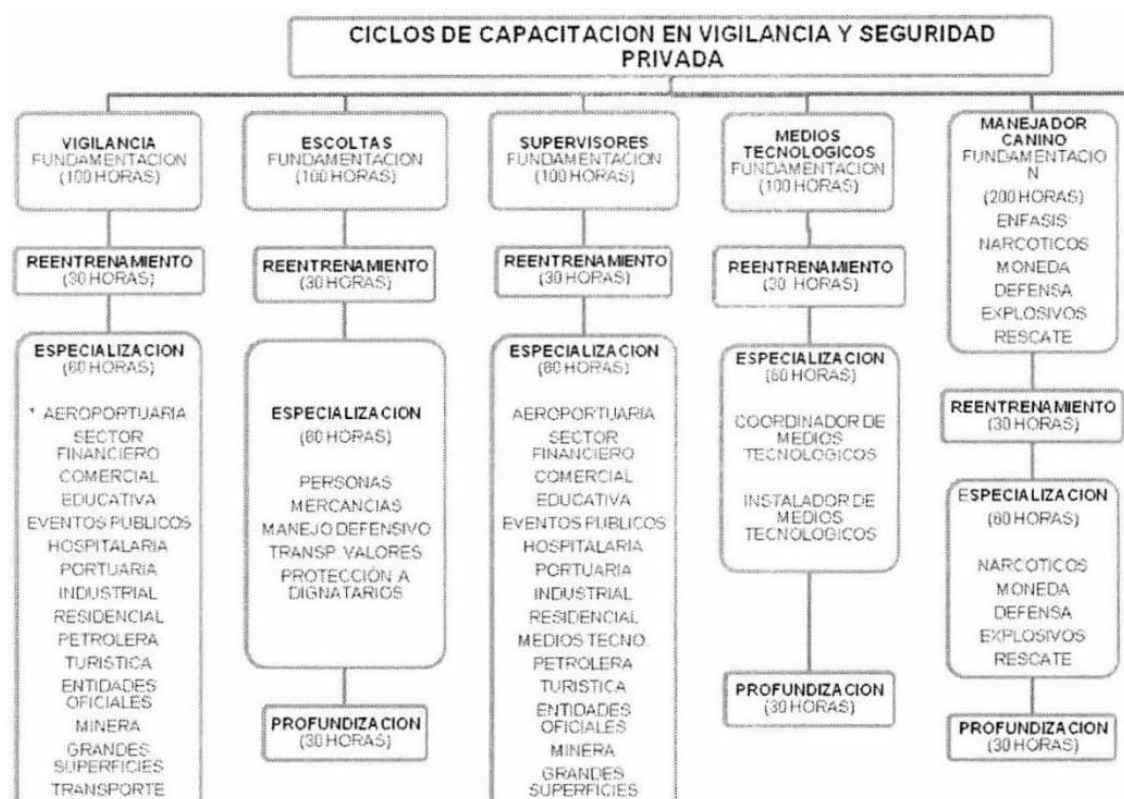 CICLOS DE CAPACITACION EN VIGILANCIA Y SEGURIDAD
PRIVADA
VIGILANCIA
FUNDAMENTACION
(100 HORAS)
REENTRENAMIENTO
(30 HORAS)
ESPECIALIZACION
(60 HORAS)
* AEROPORTUARIA
SECTOR
FINANCIERO
COMERCIAL
EDUCATIVA
EVENTOS PUBLICOS
HOSPITALARIA
PORTUARIA
INDUSTRIAL
RESIDENCIAL
PETROLERA
TURISTICA
ENTIDADES
OFICIALES
MINERA
GRANDES
SUPERFICIES
TRANSPORTE
ESCOLTAS
FUNDAMENTACION
(100 HORAS)
REENTRENAMIENTO
(30 HORAS)
ESPECIALIZACION
(60 HORAS)
PERSONAS
MERCANCIAS
MANEJO DEFENSIVO
TRANSP. VALORES
PROTECCIÓN A
DIGNATARIOS
PROFUNDIZACION
(30 HORAS)
SUPERVISORES
FUNDAMENTACION
(100 HORAS)
REENTRENAMIENTO
(30 HORAS)
ESPECIALIZACION
(60 HORAS)
AEROPORTUARIA
SECTOR
FINANCIERO
COMERCIAL
EDUCATIVA
EVENTOS PUBLICOS
HOSPITALARIA
PORTUARIA
INDUSTRIAL
RESIDENCIAL
MEDIOS TECNO.
PETROLERA
TURISTICA
ENTIDADES
OFICIALES
MINERA
GRANDES
SUPERFICIES
MEDIOS
TECNOLOGICOS
FUNDAMENTACION
(100 HORAS)
REENTRENAMIENTO
(30 HORAS)
ESPECIALIZACION
(60 HORAS)
COORDINADOR DE
MEDIOS
TECNOLOGICOS
INSTALADOR DE
MEDIOS
TECNOLOGICOS
PROFUNDIZACION
(30 HORAS)
MANEJADOR
CANINO
FUNDAMENTACIO
N
(200 HORAS)
ENFASIS
NARCOTICOS
MONEDA
DEFENSA
EXPLOSIVOS
RESCATE
REENTRENAMIENTO
(30 HORAS)
ESPECIALIZACION
(60 HORAS)
NARCOTICOS
MONEDA
DEFENSA
EXPLOSIVOS
RESCATE
PROFUNDIZACION
(30 HORAS)